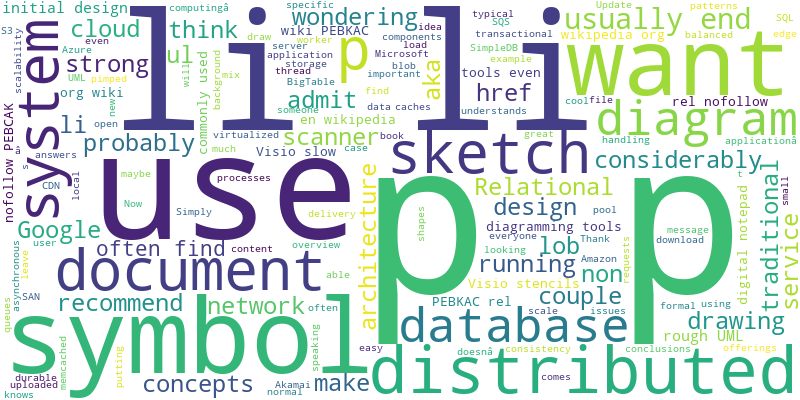 initial design
S3
scalability
Azure
cloud
computingâ
specific
SQS
Update
patterns
SQL
li li
think
wondering
typical
idea
usually end
edge
even
UML
pimped
ul
wiki PEBCAK
draw
server
worker
components
transactional
wikipedia org
balanced
strong
commonly used
background
mix
will
p
application
storage
thread
BigTable
load
Microsoft
blob
important
SimpleDB
example
tools even
want
org wiki
new
aka
href
understands
cool
file
rel nofollow
system
nofollow PEBCAK
â
li
open
admit
en wikipedia
data
caches
find
great
diagram
probably
virtualized
someone
book
handling
applicationâ
answers
scanner
much
case
Visio slow
sketch
considerably
t
s
CDN
local
maybe
processes
use
p p
architecture
Relational
shapes
traditional
service
digital notepad
small
Google
Now
Simply
delivery
design
pool
message
download
user
often find
content
overview
diagramming tools
everyone
lob
Thank
requests
asynchronous
leave
document
able
looking
running
non
Amazon
SAN
Visio stencils
queues
recommend
network
often
PEBKAC rel
couple
scale
issues
formal
using
drawing
durable
uploaded
memcached
symbol
speaking
easy
database
rough UML
putting
doesnâ
consistency
conclusions
offerings
knows
concepts
Akamai
normal
make
distributed
comes